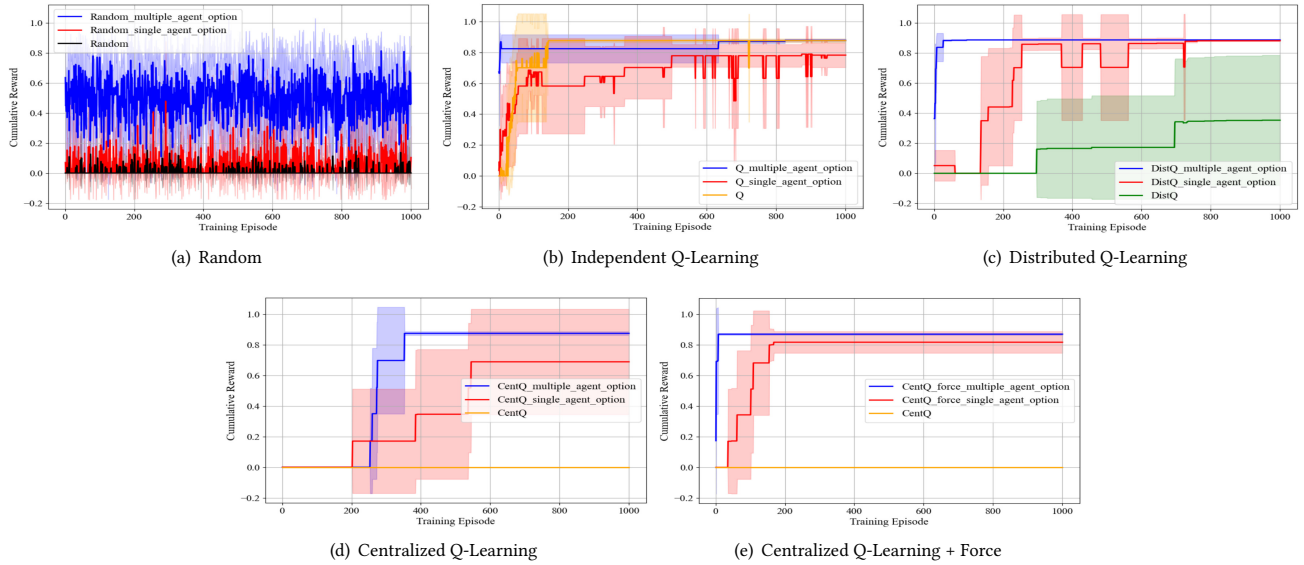 Random_multiple_agent_option
Random_single_agent_option
Random
1.0
0.8
0.6
0.4
0.2
0.0
−0.2
0
200
400
600
800
1000
Cumulative Reward
Training Episode
(a) Random
Q_multiple_agent_option
Q_single_agent_option
Q
1.0
0.8
0.6
0.4
0.2
0.0
−0.2
0
200
400
600
800
1000
Cumulative Reward
Training Episode
(b) Independent Q-Learning
DistQ_multiple_agent_option
DistQ_single_agent_option
DistQ
1.0
0.8
0.6
0.4
0.2
0.0
−0.2
0
200
400
600
800
1000
Cumulative Reward
Training Episode
(c) Distributed Q-Learning
CentQ_multiple_agent_option
CentQ_single_agent_option
CentQ
1.0
0.8
0.6
0.4
0.2
0.0
−0.2
0
200
400
600
800
1000
Cumulative Reward
Training Episode
(d) Centralized Q-Learning
CentQ_force_multiple_agent_option
CentQ_force_single_agent_option
CentQ
1.0
0.8
0.6
0.4
0.2
0.0
−0.2
0
200
400
600
800
1000
Cumulative Reward
Training Episode
(e) Centralized Q-Learning + Force